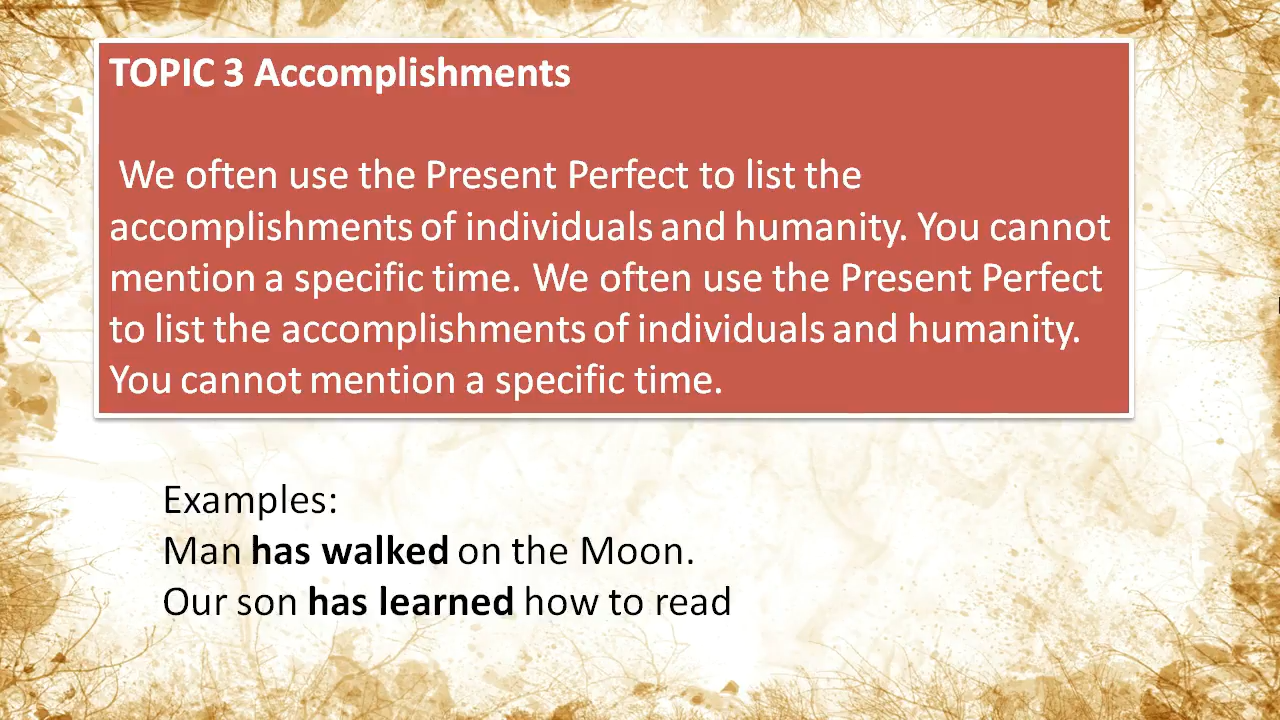 TOPIC 3 Accomplishments
We often use the Present Perfect to list the
accomplishments of individuals and humanity. You cannot
mention a specific time. We often use the Present Perfect
to list the accomplishments of individuals and humanity.
You cannot mention a specific time.
Examples:
Man has walked on the Moon.
Our son has learned how to read